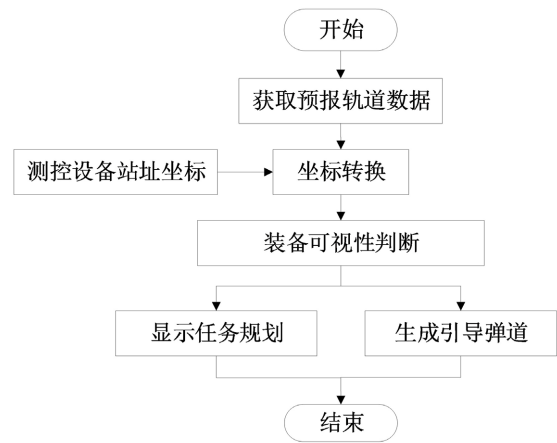 开始
获取预报轨道数据
测控设备站址坐标
坐标转换
装备可视性判断
显示任务规划
生成引导弹道
结束